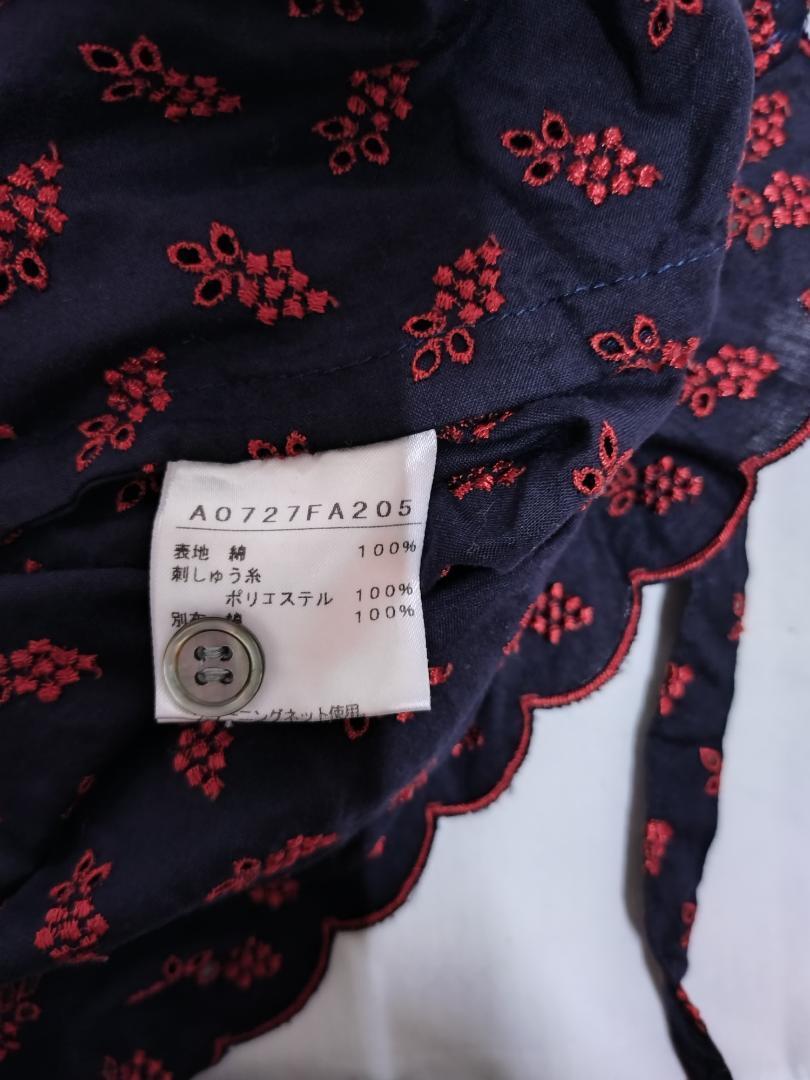 A0727FA205
表地 綿 100%
刺しゅう糸
ポリエステル 100%
別布 綿 100%
ニングネット使用